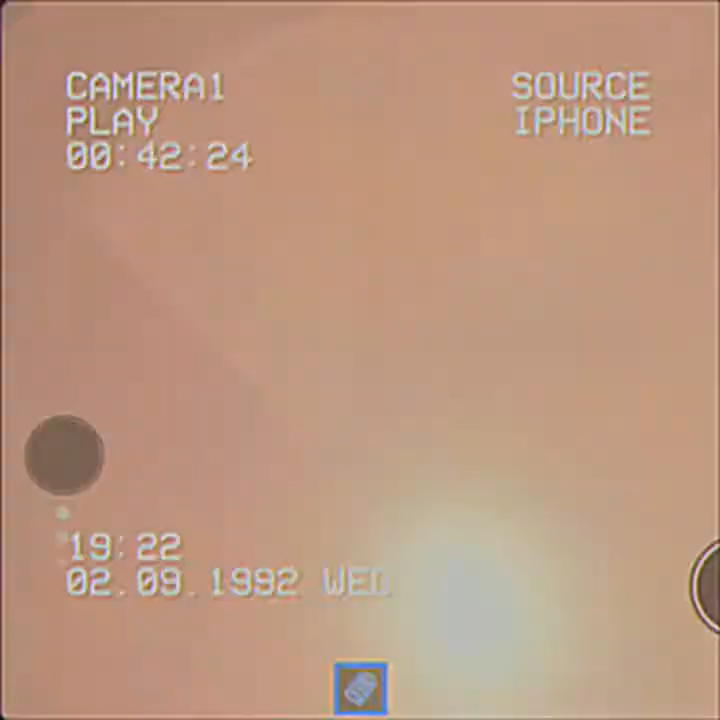 CAMERA1
PLAY
00:42:24
SOURCE
IPHONE
19:22
02.09.1992 WED